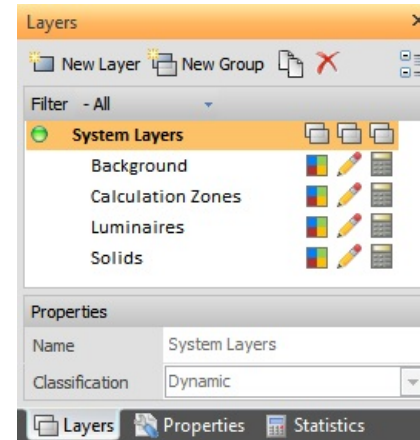 Layers
New Layer New Group
Filter - All
System Layers
Background
Calculation Zones
Luminaires
Solids
Properties
Name System Layers
Classification Dynamic
Layers Properties Statistics